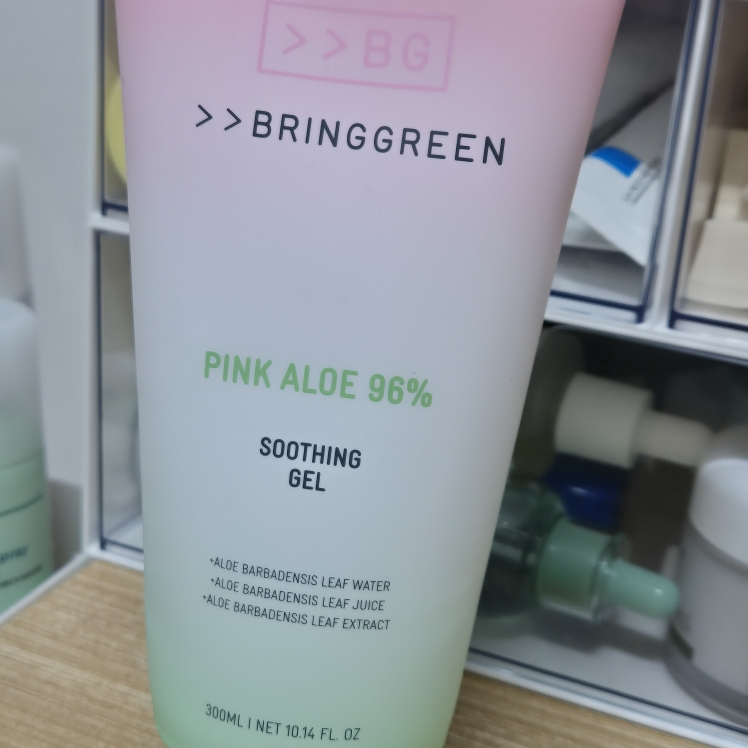 >>BG
>>BRINGGREEN
PINK ALOE 96%
SOOTHING
GEL
*ALOE BARBADENSIS LEAF WATER
*ALOE BARBADENSIS LEAF JUICE
*ALOE BARBADENSIS LEAF EXTRACT
300ML | NET 10.14 FL. OZ